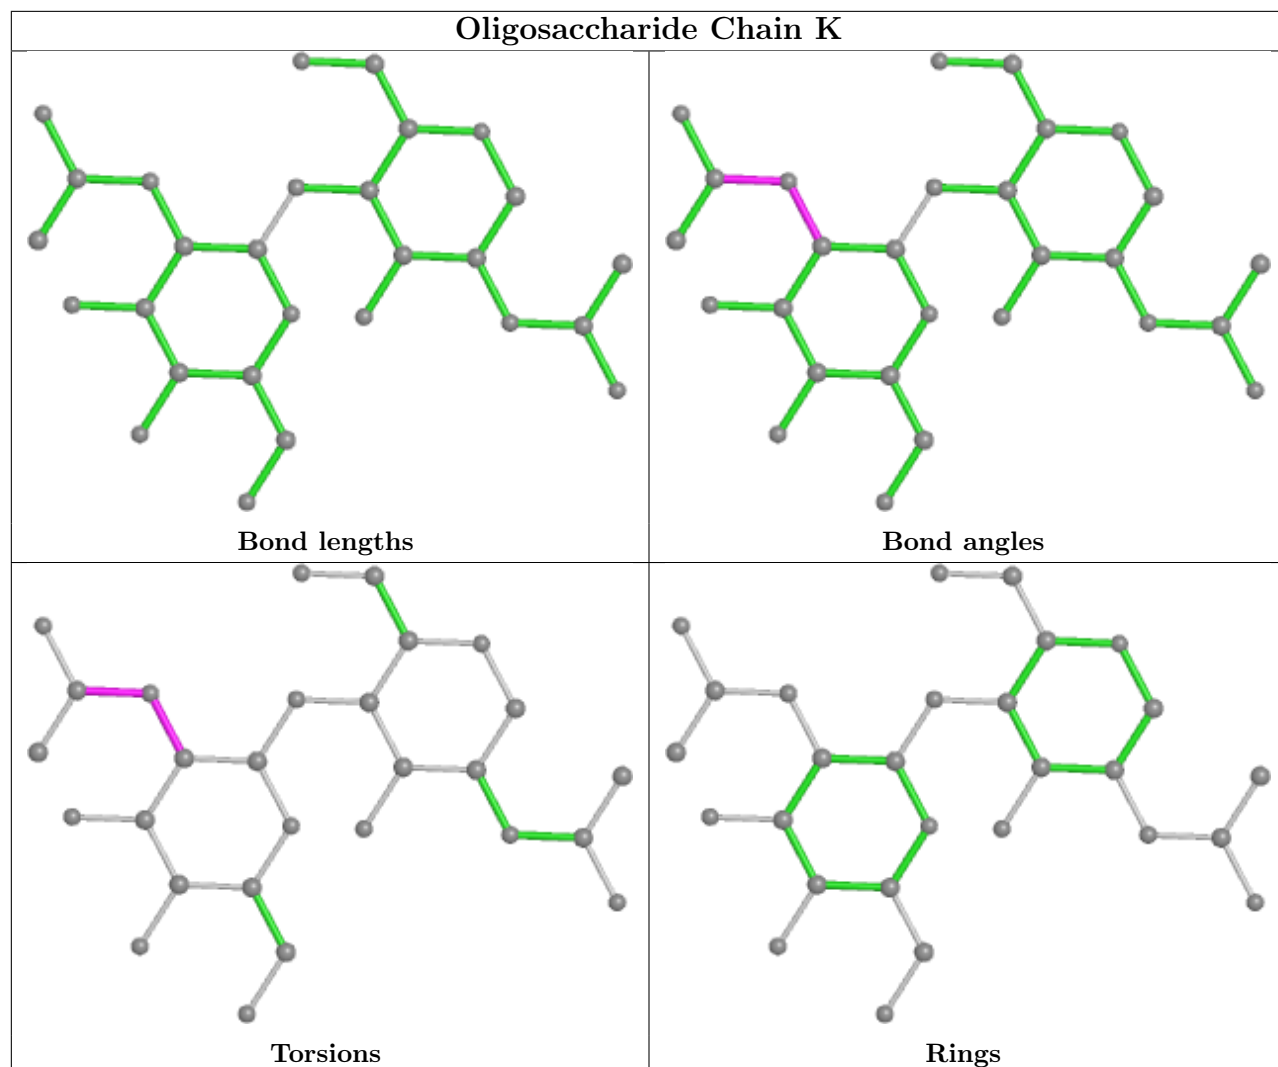 Oligosaccharide Chain K
Bond lengths
Bond angles
Torsions
Rings